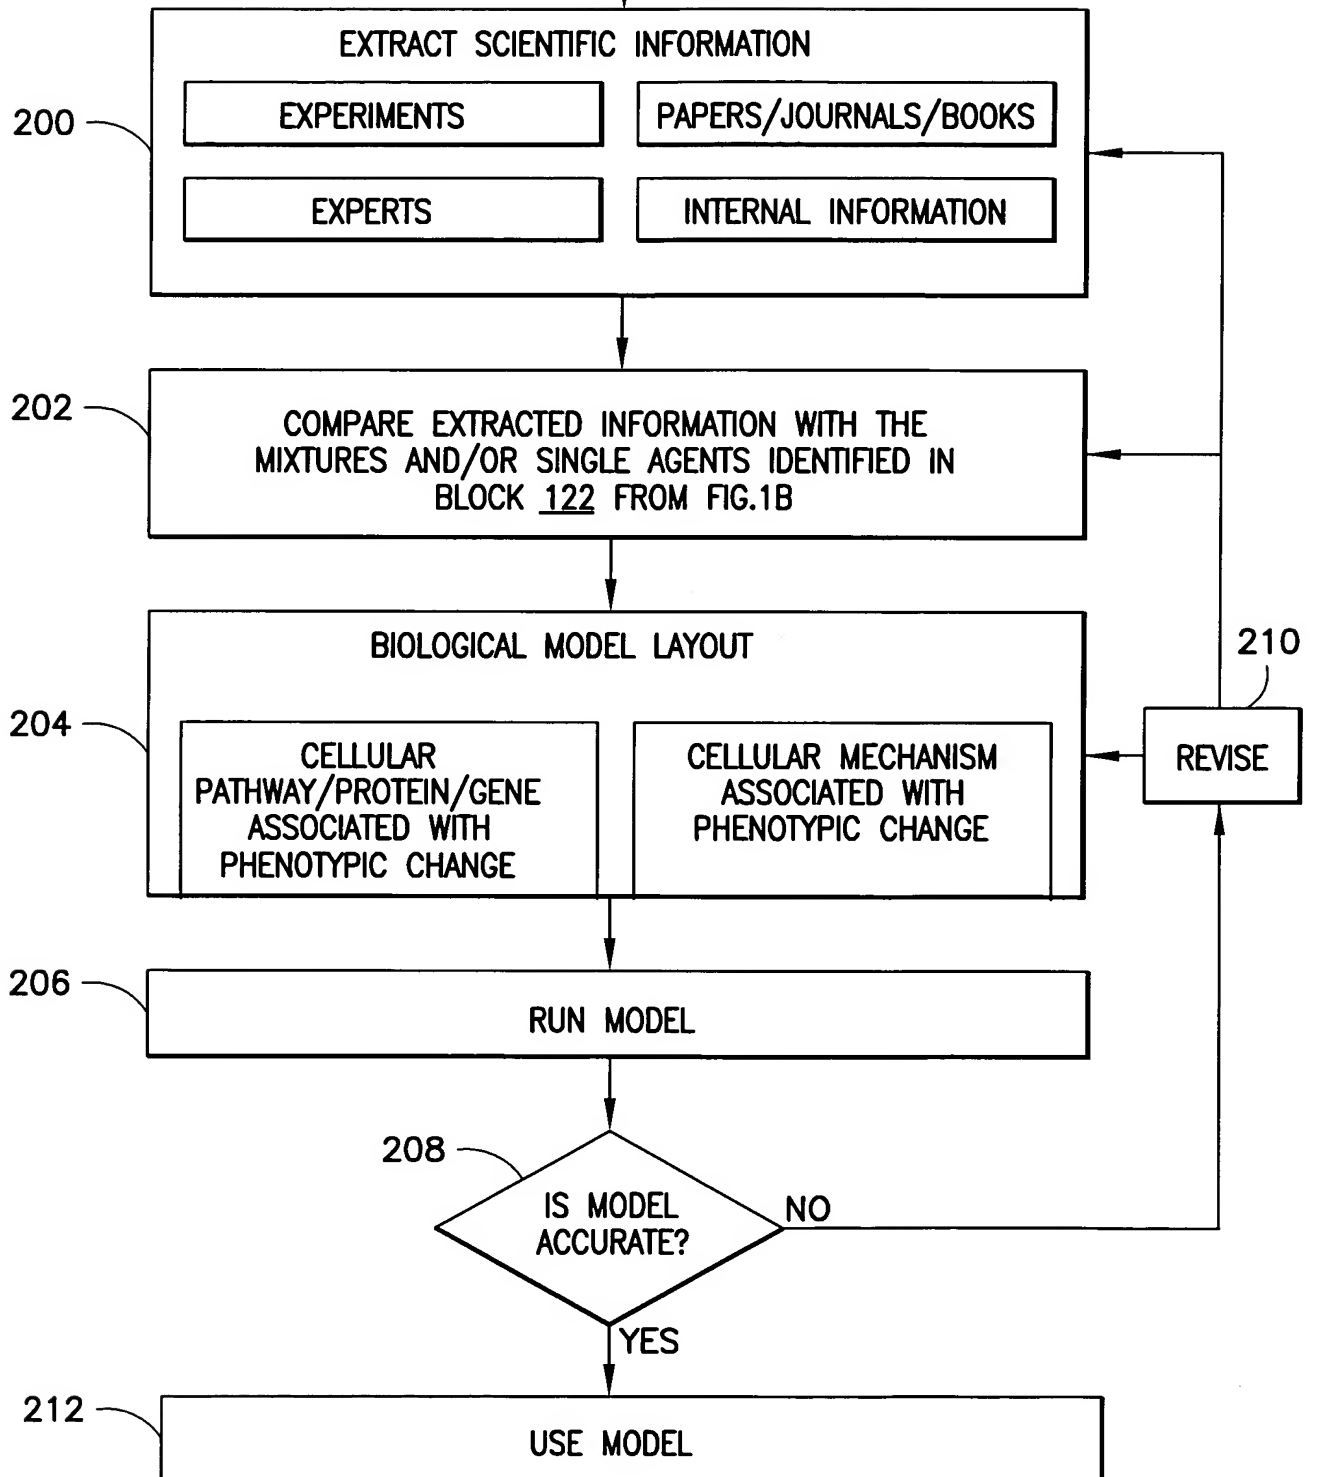 EXTRACT SCIENTIFIC INFORMATION
200
EXPERIMENTS
PAPERS/JOURNALS/BOOKS
EXPERTS
INTERNAL INFORMATION
202
COMPARE EXTRACTED INFORMATION WITH THE
MIXTURES AND/OR SINGLE AGENTS IDENTIFIED IN
BLOCK 122 FROM FIG.1B
BIOLOGICAL MODEL LAYOUT
204
CELLULAR
PATHWAY/PROTEIN/GENE
ASSOCIATED WITH
PHENOTYPIC CHANGE
CELLULAR MECHANISM
ASSOCIATED WITH
PHENOTYPIC CHANGE
210
REVISE
206
RUN MODEL
208
IS MODEL
ACCURATE?
NO
YES
212
USE MODEL